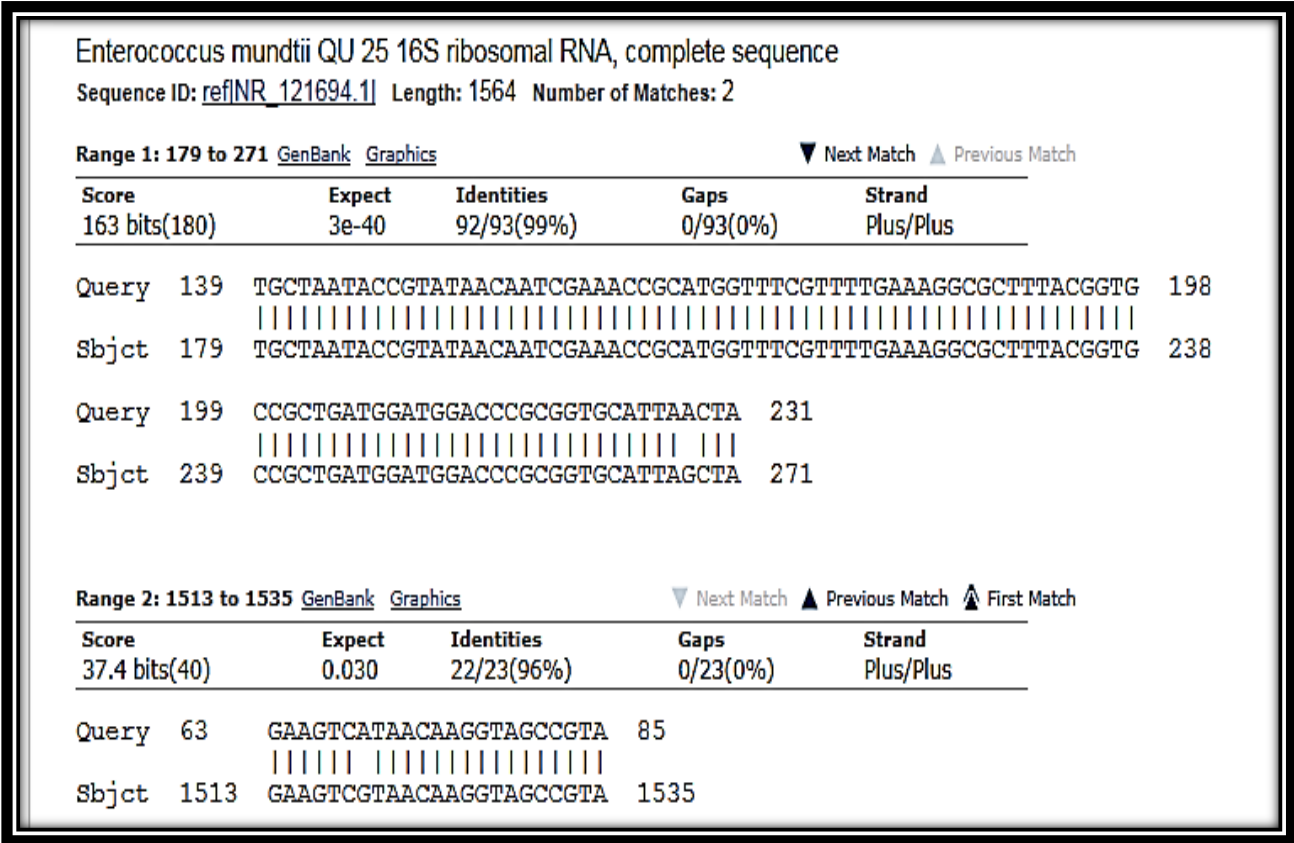 Enterococcus mundtii QU 25 16S ribosomal RNA, complete sequence
Sequence ID: ref|NR_121694.1| Length: 1564 Number of Matches: 2
Range 1: 179 to 271 GenBank Graphics ▼ Next Match ▲ Previous Match
Score Expect Identities Gaps Strand
163 bits(180) 3e-40 92/93(99%) 0/93(0%) Plus/Plus
Query 139 TGCTAATACCGTATAACAATCGAAACCGCATGGTTTCGTTTTGAAAGGCGCTTTACGGTG 198
||||||||||||||||||||||||||||||||||||||||||||||||||||||||||||
Sbjct 179 TGCTAATACCGTATAACAATCGAAACCGCATGGTTTCGTTTTGAAAGGCGCTTTACGGTG 238
Query 199 CCGCTGATGGATGGACCCGCGGTGCATTAACTA 231
||||||||||||||||||||||||||||| |||
Sbjct 239 CCGCTGATGGATGGACCCGCGGTGCATTAGCTA 271
Range 2: 1513 to 1535 GenBank Graphics ▼ Next Match ▲ Previous Match ▲ First Match
Score Expect Identities Gaps Strand
37.4 bits(40) 0.030 22/23(96%) 0/23(0%) Plus/Plus
Query 63 GAAGTCATAACAAGGTAGCCGTA 85
|||||| ||||||||||||||||
Sbjct 1513 GAAGTCGTAACAAGGTAGCCGTA 1535